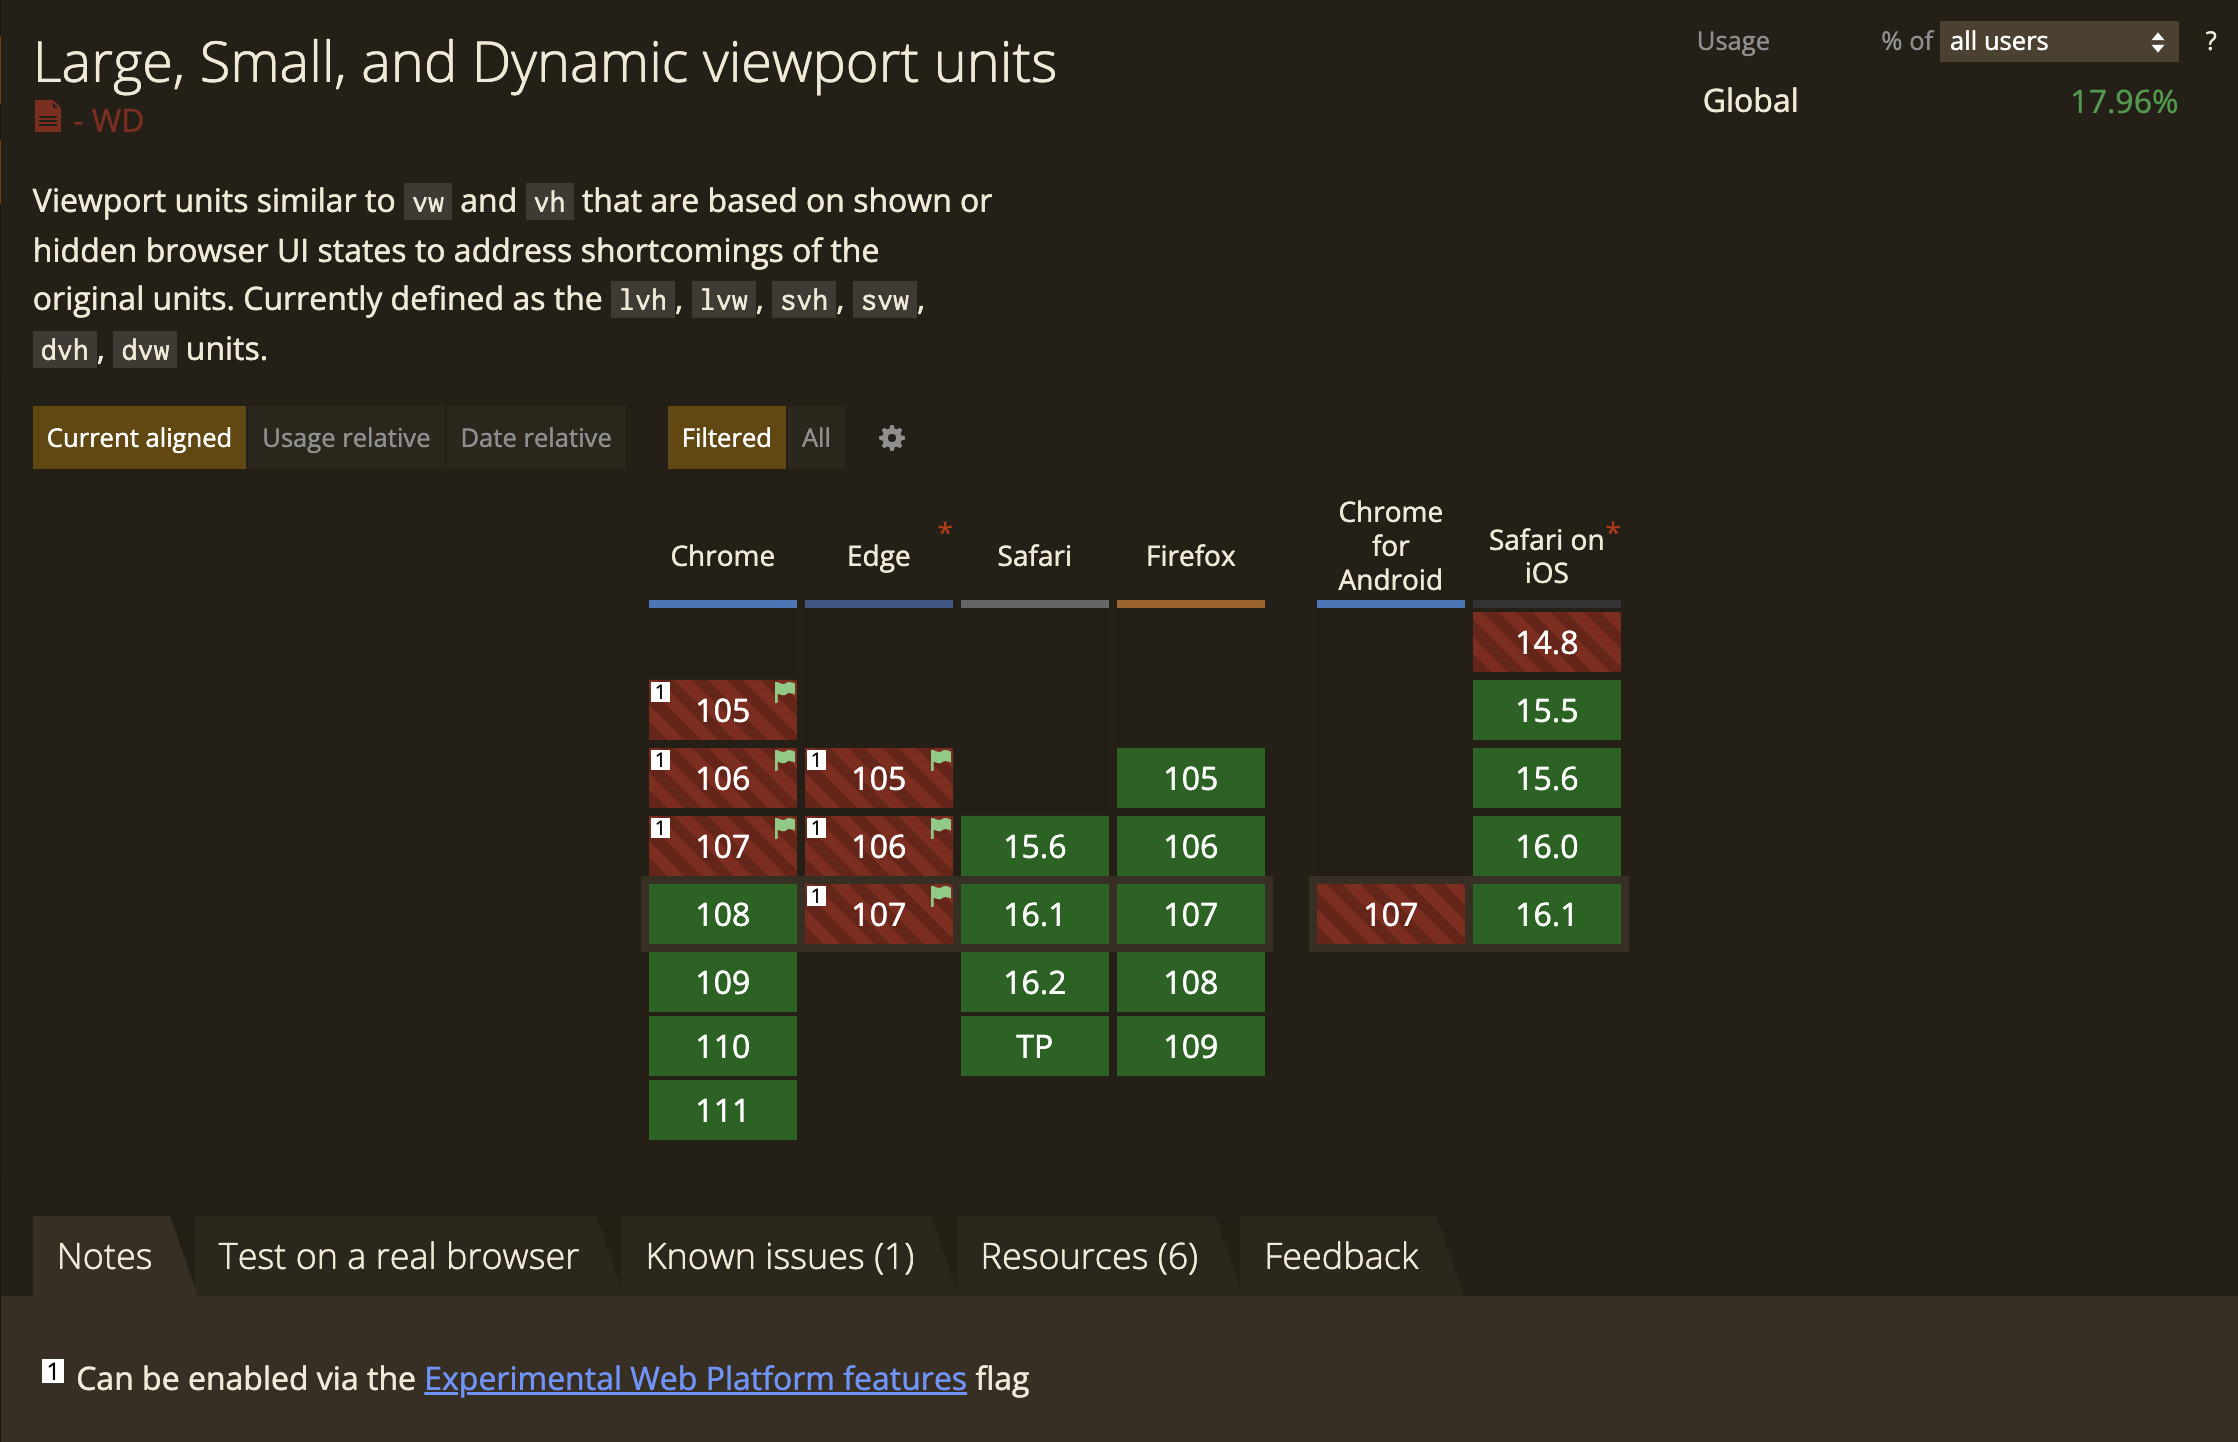 Large, Small, and Dynamic viewport units
- WD
Usage % of all users ?
Global 17.96%
Viewport units similar to vw and vh that are based on shown or
hidden browser UI states to address shortcomings of the
original units. Currently defined as the lvh, lvw, svh, svw,
dvh, dvw units.
Current aligned Usage relative Date relative Filtered All
Chrome Edge * Safari Firefox Chrome for Android Safari on iOS *
14.8
1 105 15.5
1 106 1 105 105 15.6
1 107 1 106 15.6 106 16.0
108 1 107 16.1 107 107 16.1
109 16.2 108
110 TP 109
111
Notes Test on a real browser Known issues (1) Resources (6) Feedback
1 Can be enabled via the Experimental Web Platform features flag